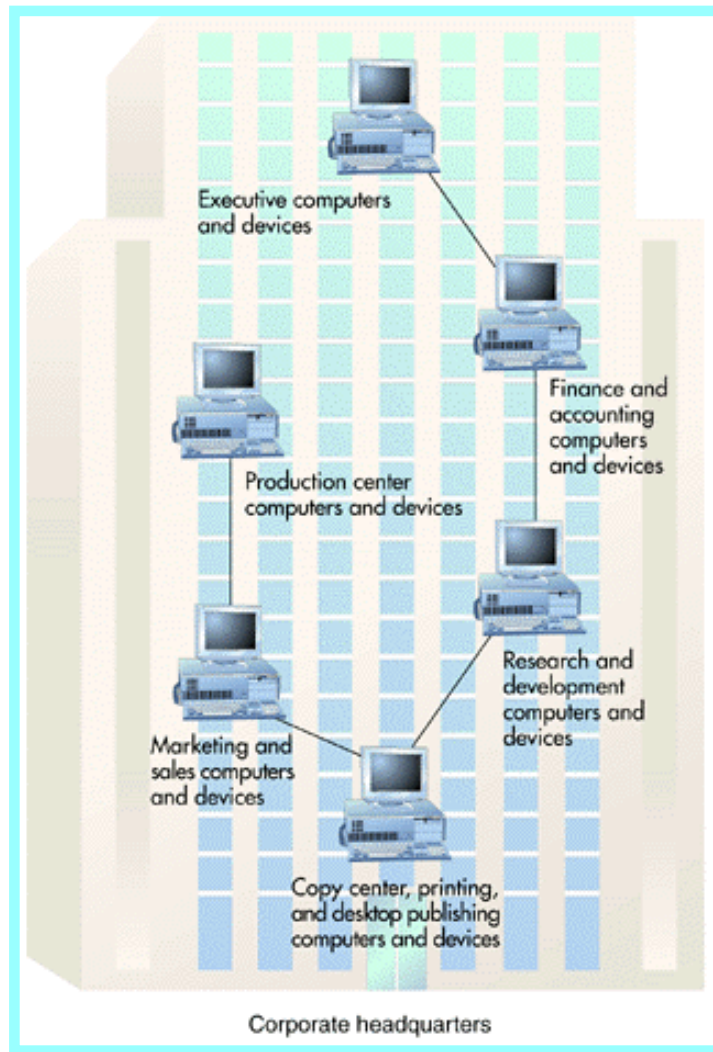 Executive computers
and devices
Finance and
accounting
computers
and devices
Production center
computers and devices
Research and
development
computers and
devices
Marketing and
sales computers
and devices
Copy center, printing,
and desktop publishing
computers and devices
Corporate headquarters